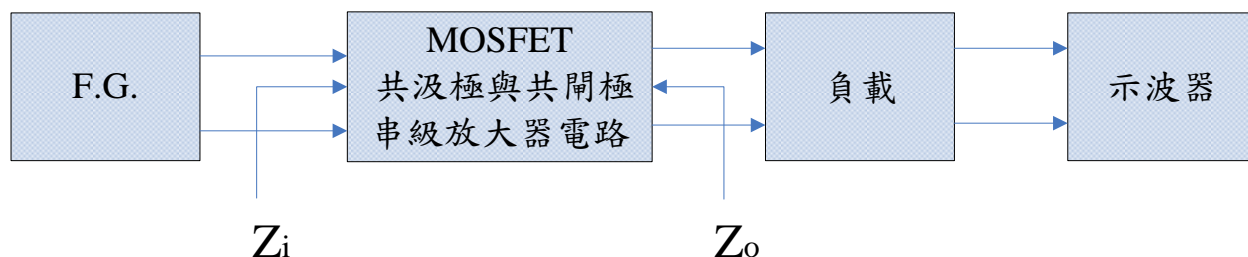 F.G.
MOSFET
共汲極與共閘極
串級放大器電路
負載
示波器
Zi
Zo